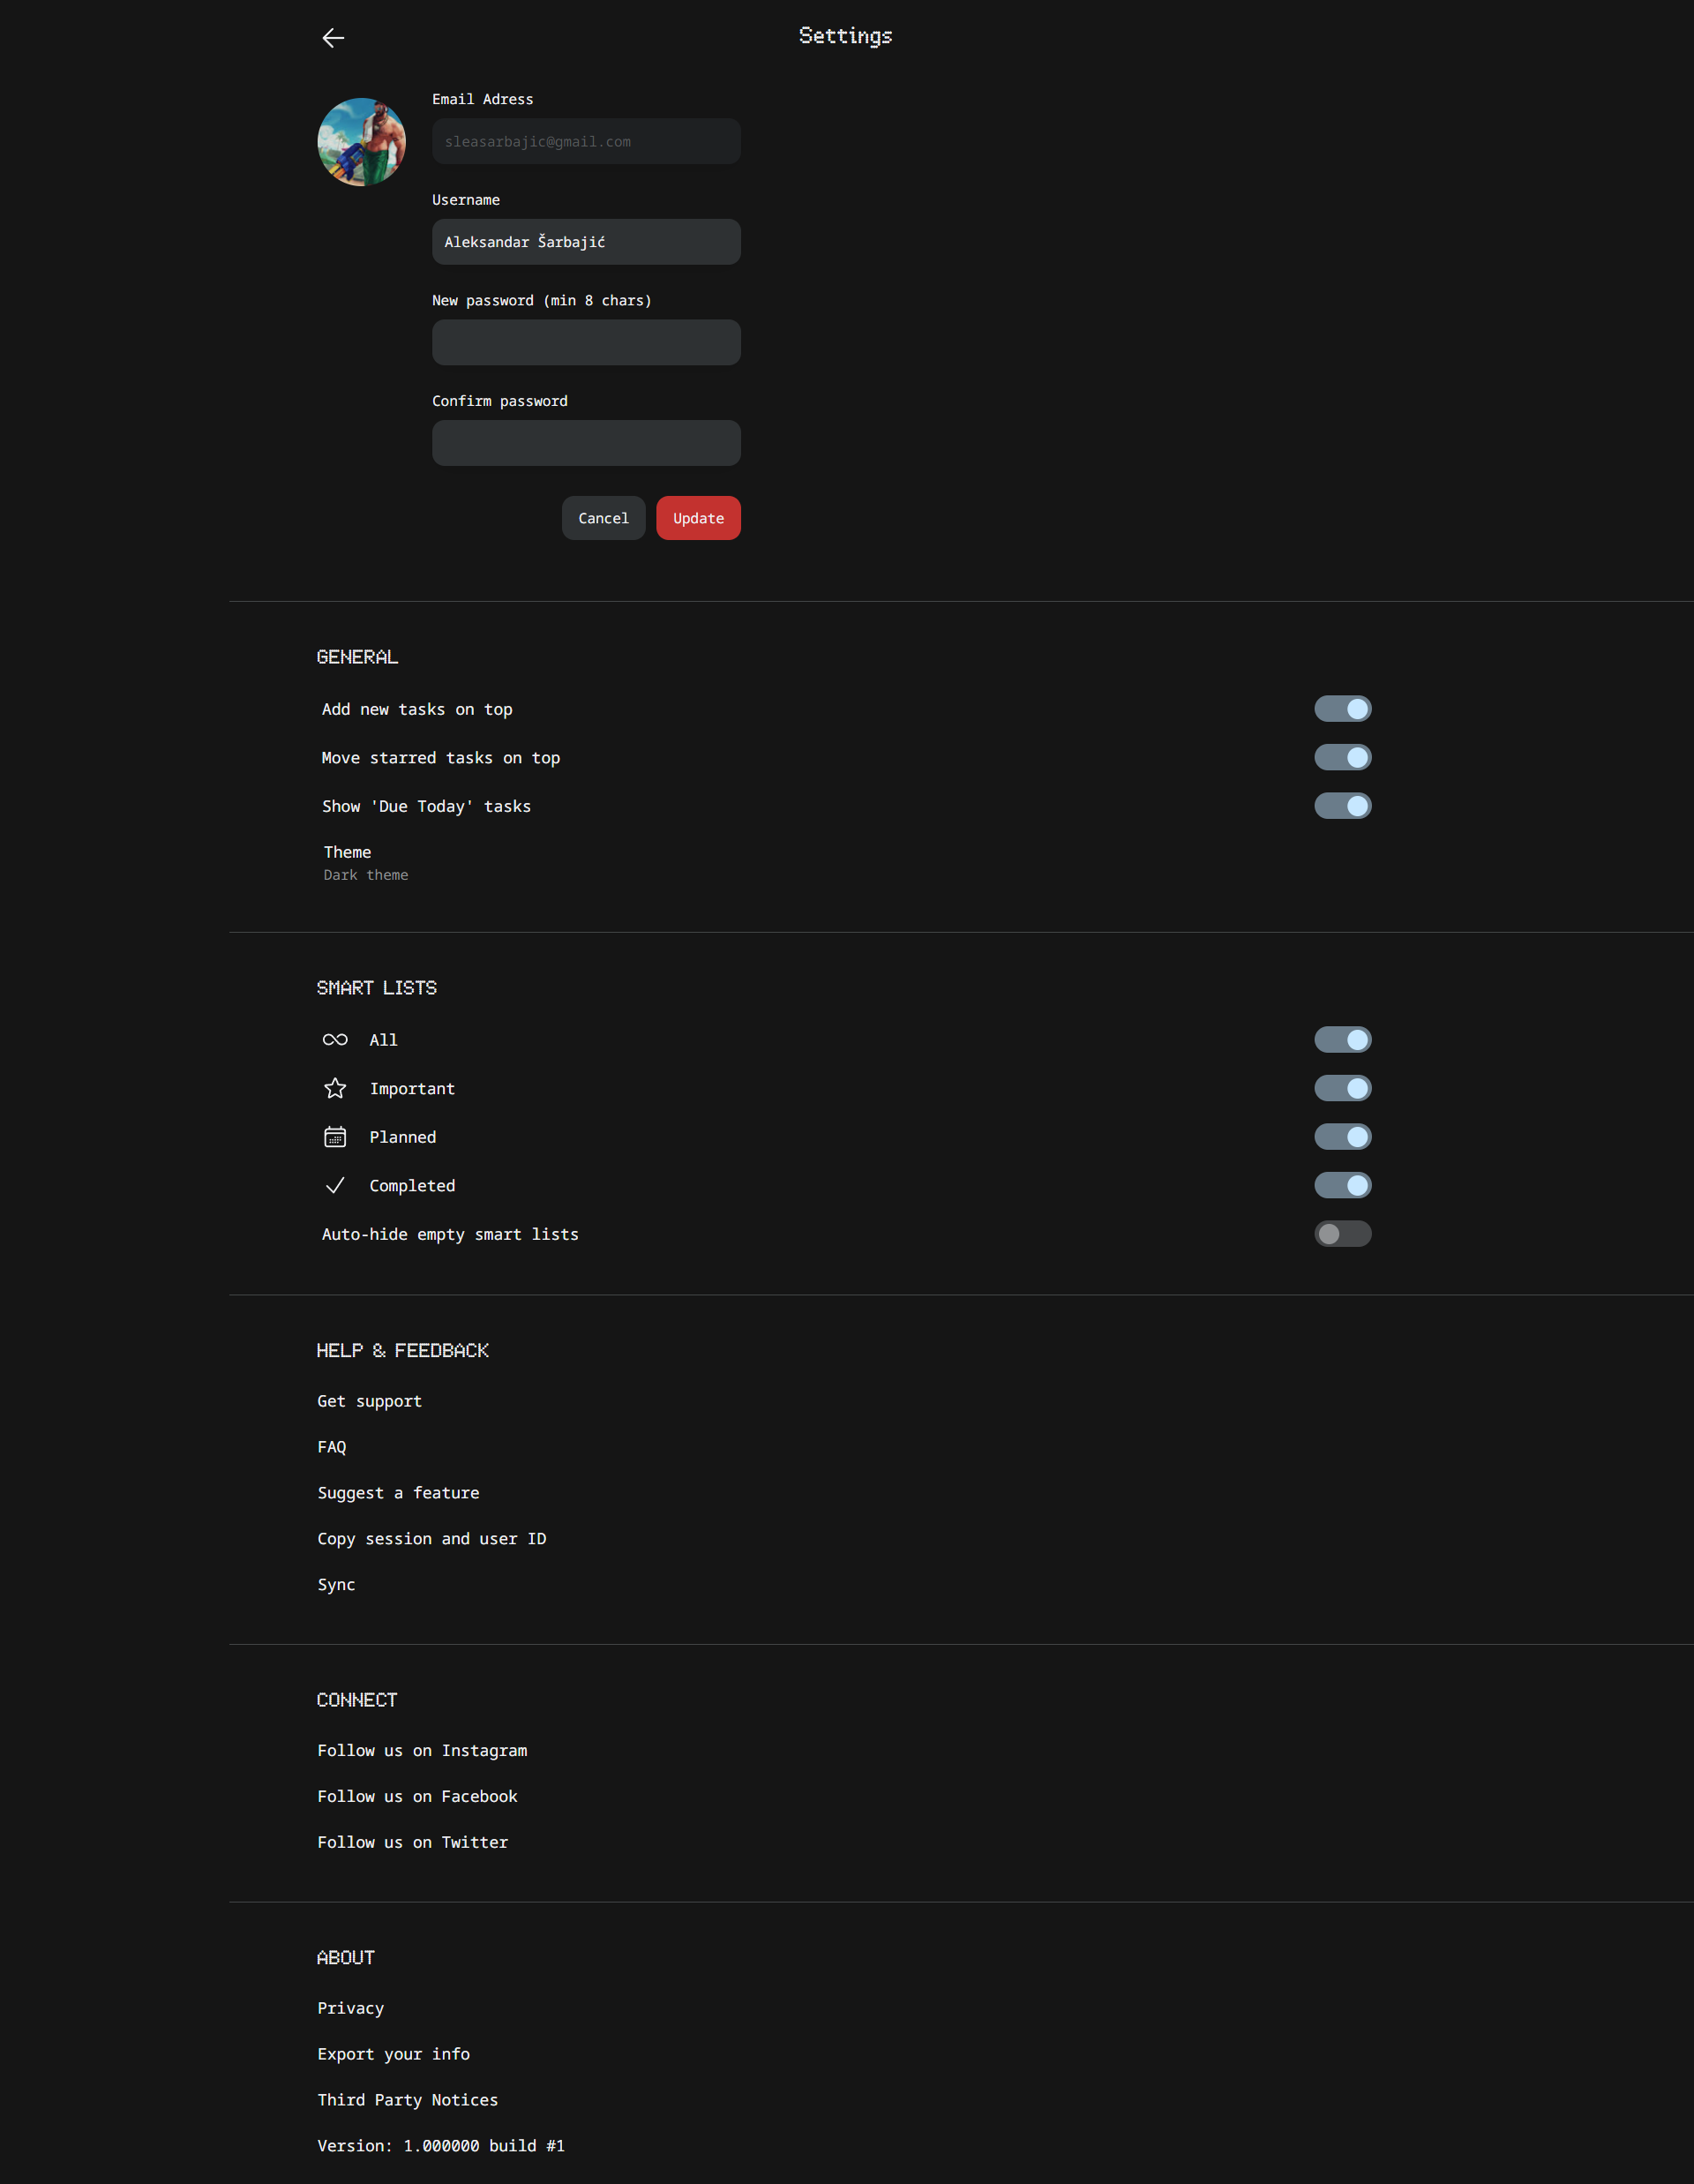 Settings
Email Adress
sleasarbajic@gmail.com
Username
Aleksandar Šarbajić
New password (min 8 chars)
Confirm password
Cancel
Update
GENERAL
Add new tasks on top
Move starred tasks on top
Show 'Due Today' tasks
Theme
Dark theme
SMART LISTS
All
Important
Planned
Completed
Auto-hide empty smart lists
HELP & FEEDBACK
Get support
FAQ
Suggest a feature
Copy session and user ID
Sync
CONNECT
Follow us on Instagram
Follow us on Facebook
Follow us on Twitter
ABOUT
Privacy
Export your info
Third Party Notices
Version: 1.000000 build #1